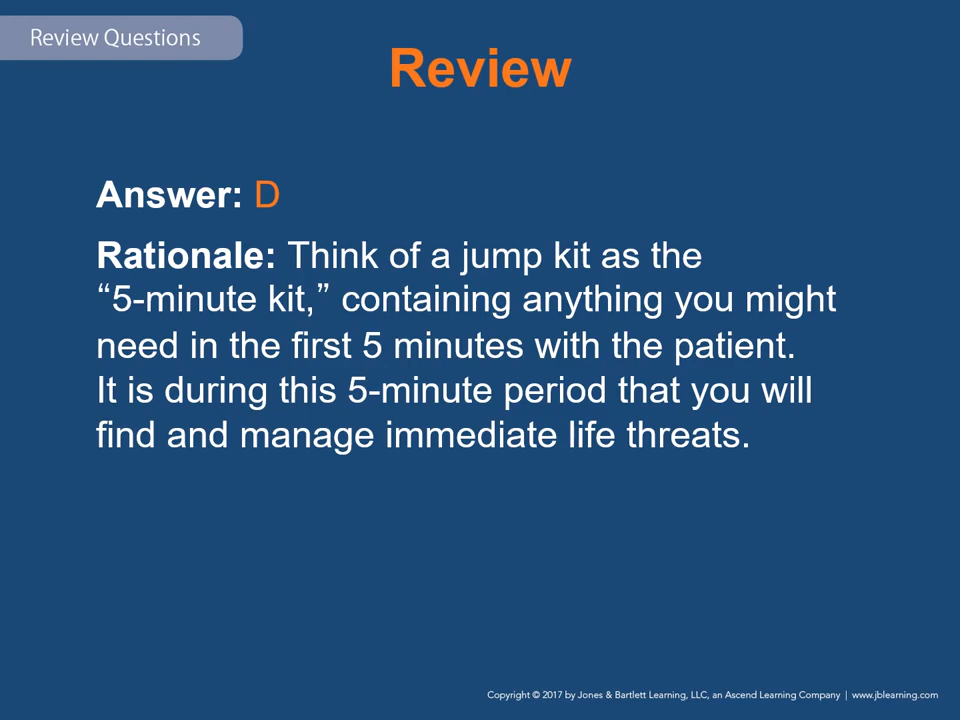 Review Questions
Review
Answer: D
Rationale: Think of a jump kit as the
“5-minute kit,” containing anything you might
need in the first 5 minutes with the patient.
It is during this 5-minute period that you will
find and manage immediate life threats.
Copyright © 2017 by Jones & Bartlett Learning, LLC, an Ascend Learning Company | www.jblearning.com